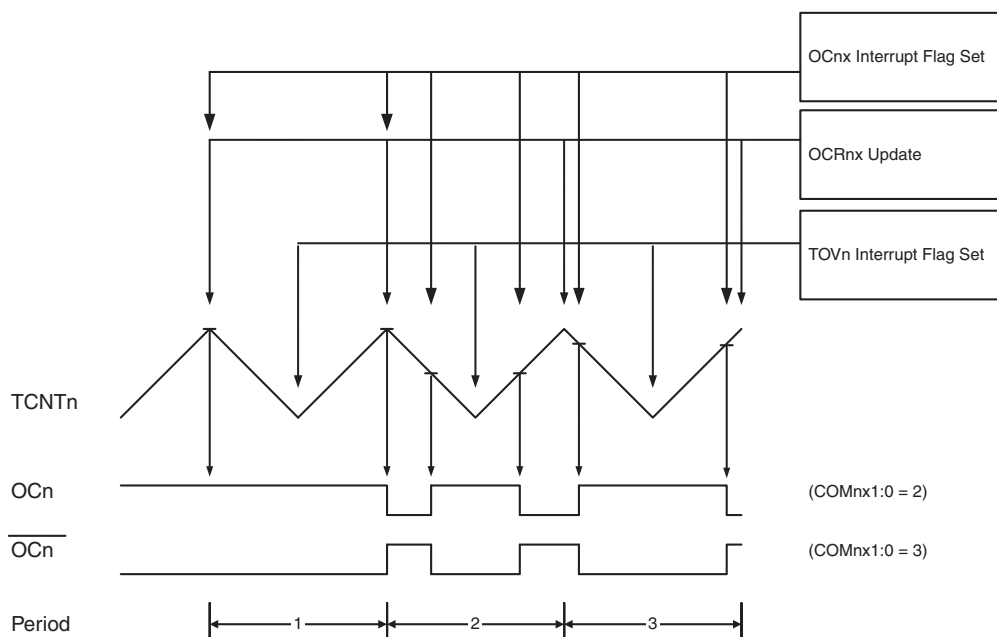 OCnx Interrupt Flag Set
OCRnx Update
TOVn Interrupt Flag Set
TCNTn
OCn (COMnx1:0 = 2)
OCn (COMnx1:0 = 3)
Period 1 2 3